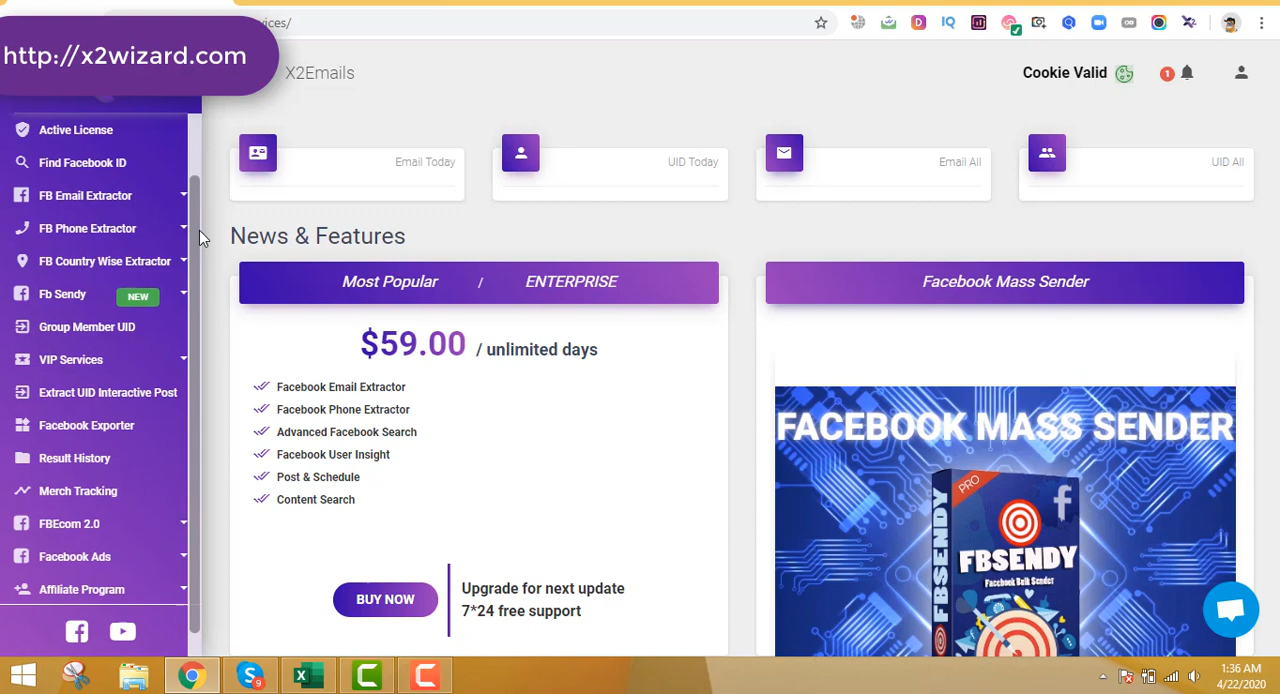 vices/
http://x2wizard.com
X2Emails
Cookie Valid
1
Active License
Find Facebook ID
FB Email Extractor
FB Phone Extractor
FB Country Wise Extractor
Fb Sendy
NEW
Group Member UID
VIP Services
Extract UID Interactive Post
Facebook Exporter
Result History
Merch Tracking
FBEcom 2.0
Facebook Ads
Affiliate Program
Email Today
UID Today
Email All
UID All
News & Features
Most Popular / ENTERPRISE
$59.00 / unlimited days
Facebook Email Extractor
Facebook Phone Extractor
Advanced Facebook Search
Facebook User Insight
Post & Schedule
Content Search
BUY NOW
Upgrade for next update
7*24 free support
Facebook Mass Sender
FACEBOOK MASS SENDER
PRO
FBSENDY
Facebook Bulk Sender
FBSENDY
9
1:36 AM
4/22/2020